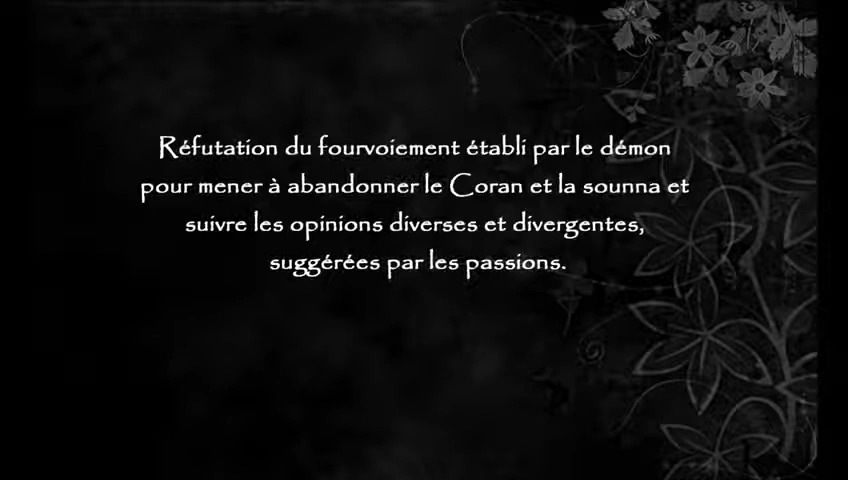 Réfutation du fourvoiement établi par le démon
pour mener à abandonner le Coran et la sounna et
suivre les opinions diverses et divergentes,
suggérées par les passions.